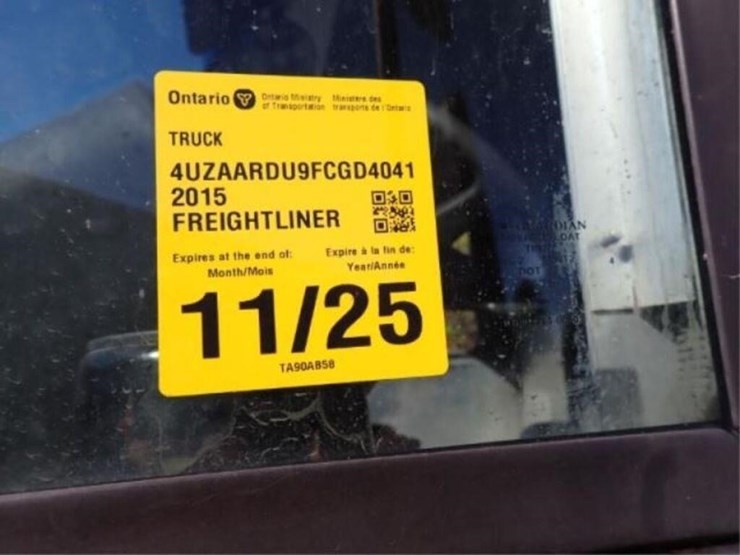 Ontario
Ontario Ministry Ministère des
of Transportation transports de l'Ontario
TRUCK
4UZAARDU9FCGD4041
2015
FREIGHTLINER
Expires at the end of: Expire à la fin de:
Month/Mois Year/Année
11/25
TA90AB58